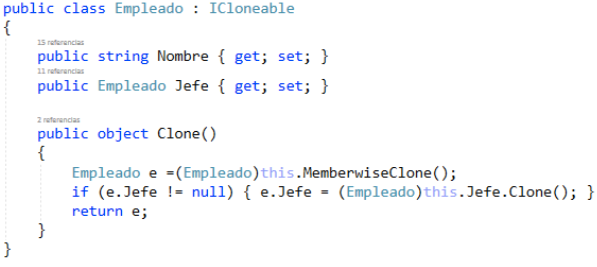 public class Empleado : ICloneable
{
15 referencias
public string Nombre { get; set; }
11 referencias
public Empleado Jefe { get; set; }
2 referencias
public object Clone()
{
Empleado e =(Empleado)this.MemberwiseClone();
if (e.Jefe != null) { e.Jefe = (Empleado)this.Jefe.Clone(); }
return e;
}
}